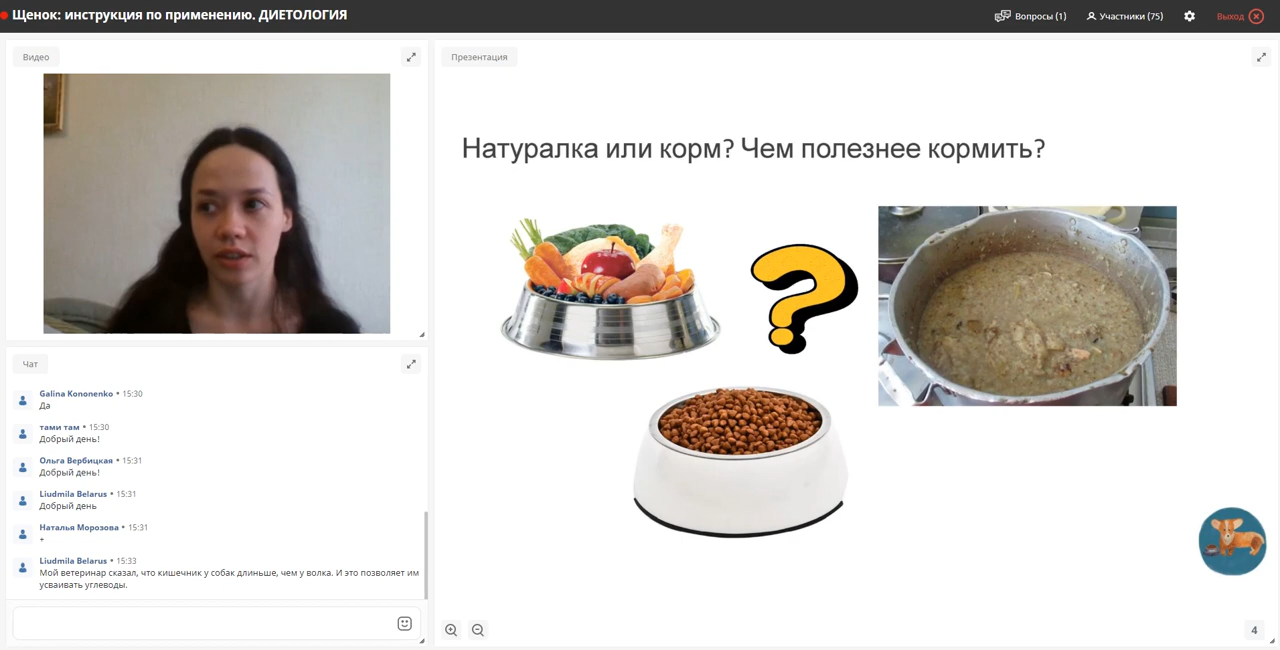 Щенок: инструкция по применению. ДИЕТОЛОГИЯ
Вопросы (1)
Участники (75)
Выход
Видео
Презентация
Натуралка или корм? Чем полезнее кормить?
Чат
Galina Kononenko • 15:30
Да
тами там • 15:30
Добрый день!
Ольга Вербицкая • 15:31
Добрый день!
Liudmila Belarus • 15:31
Добрый день
Наталья Морозова • 15:31
+
Liudmila Belarus • 15:33
Мой ветеринар сказал, что кишечник у собак длиньше, чем у волка. И это позволяет им
усваивать углеводы.
4